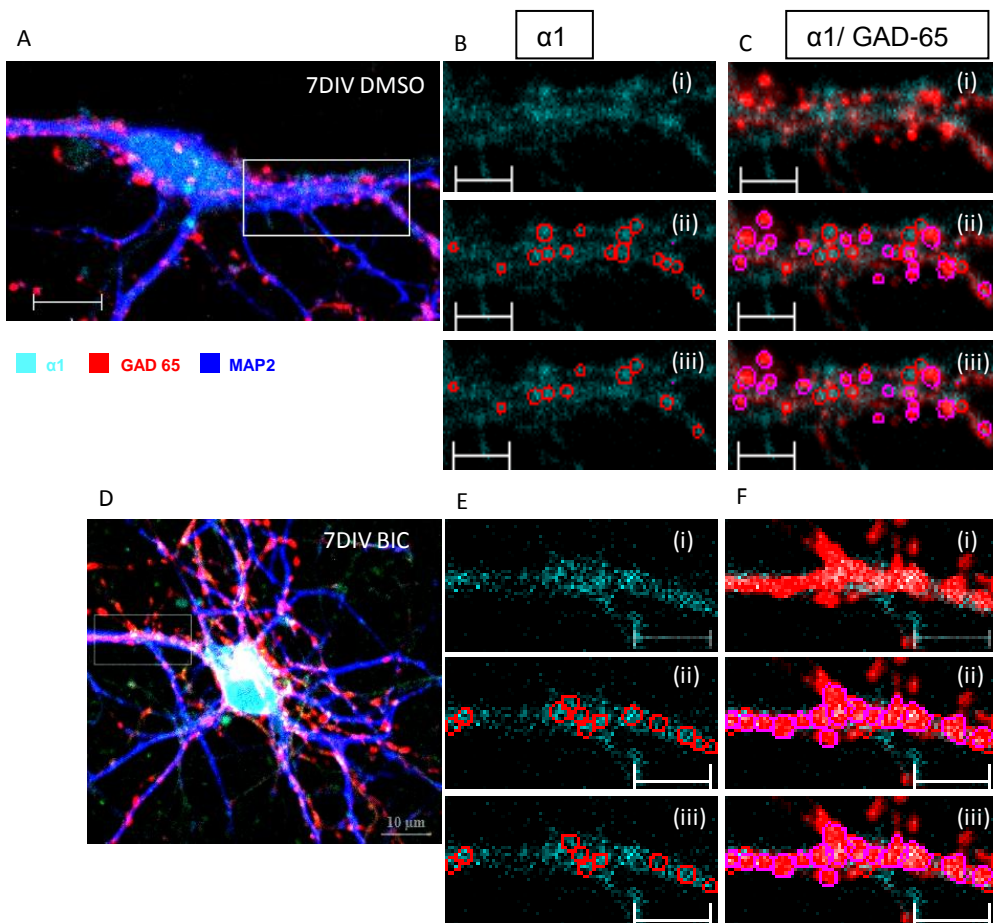 A
7DIV DMSO
B
α1
(i)
(ii)
(iii)
C
α1/ GAD-65
(i)
(ii)
(iii)
α1
GAD 65
MAP2
D
7DIV BIC
10 µm
E
(i)
(ii)
(iii)
F
(i)
(ii)
(iii)